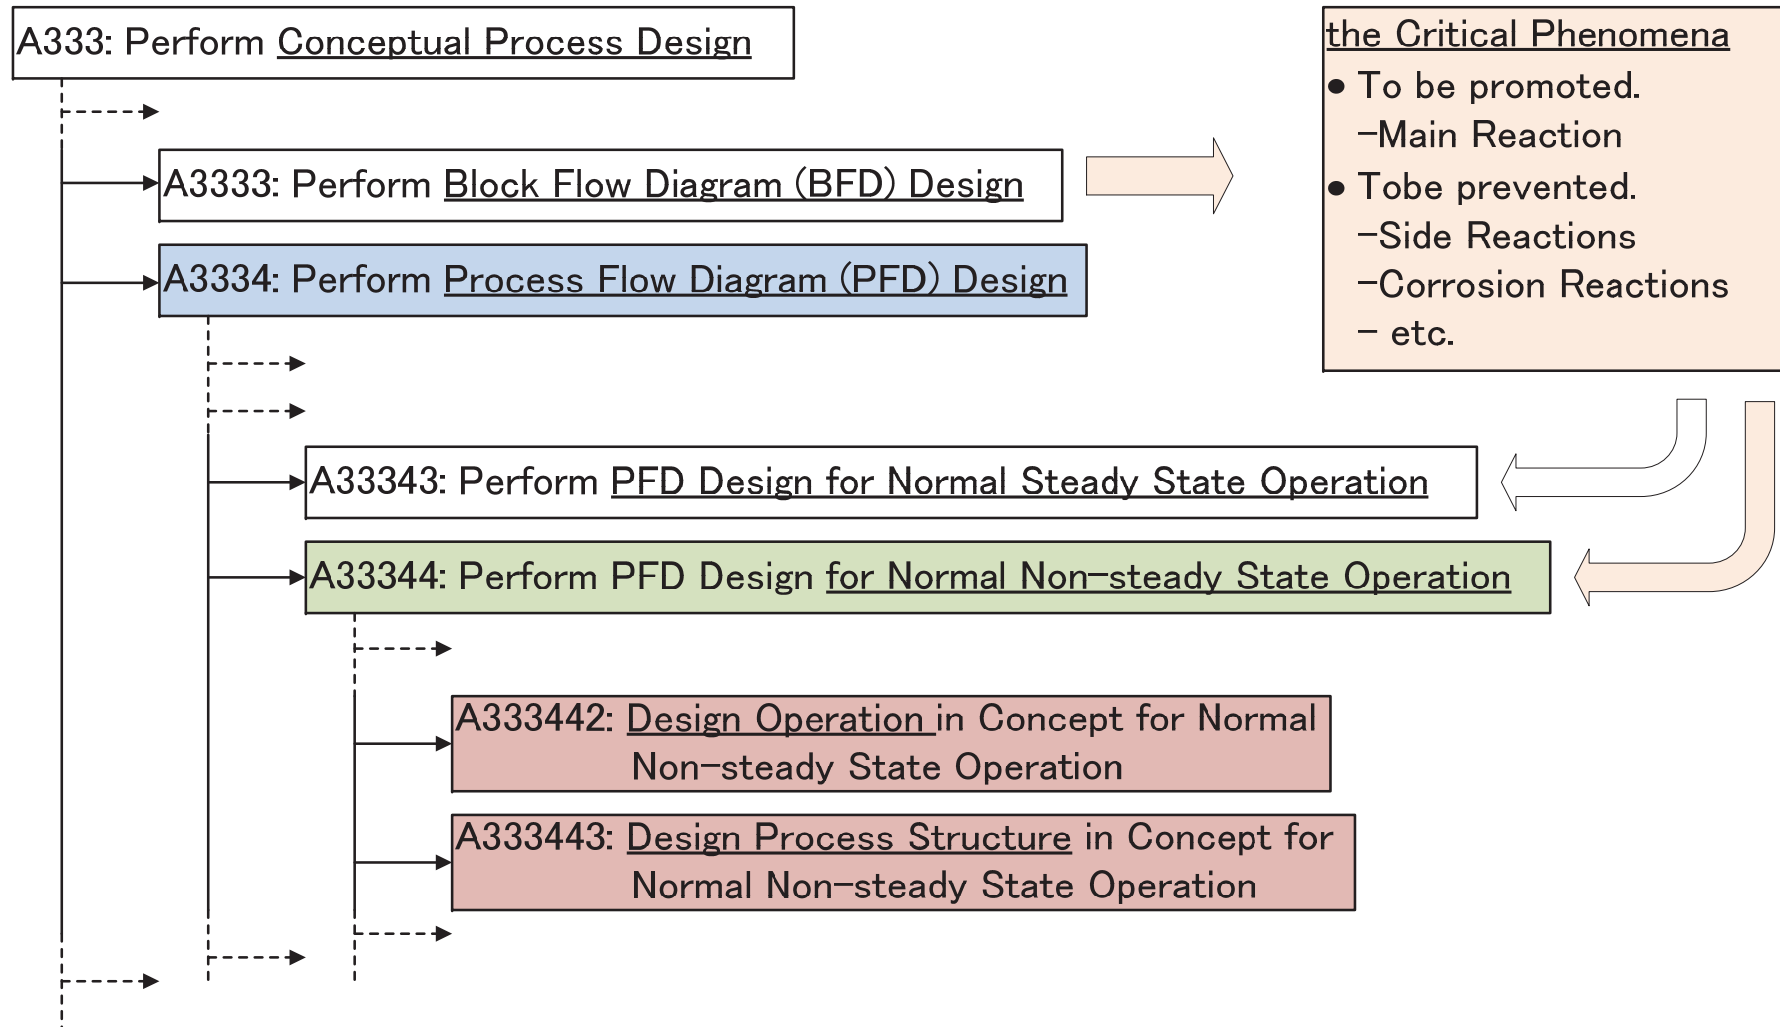 A333: Perform Conceptual Process Design
A3333: Perform Block Flow Diagram (BFD) Design
A3334: Perform Process Flow Diagram (PFD) Design
the Critical Phenomena
● To be promoted.
-Main Reaction
● Tobe prevented.
-Side Reactions
-Corrosion Reactions
- etc.
A33343: Perform PFD Design for Normal Steady State Operation
A33344: Perform PFD Design for Normal Non-steady State Operation
A333442: Design Operation in Concept for Normal
Non-steady State Operation
A333443: Design Process Structure in Concept for
Normal Non-steady State Operation